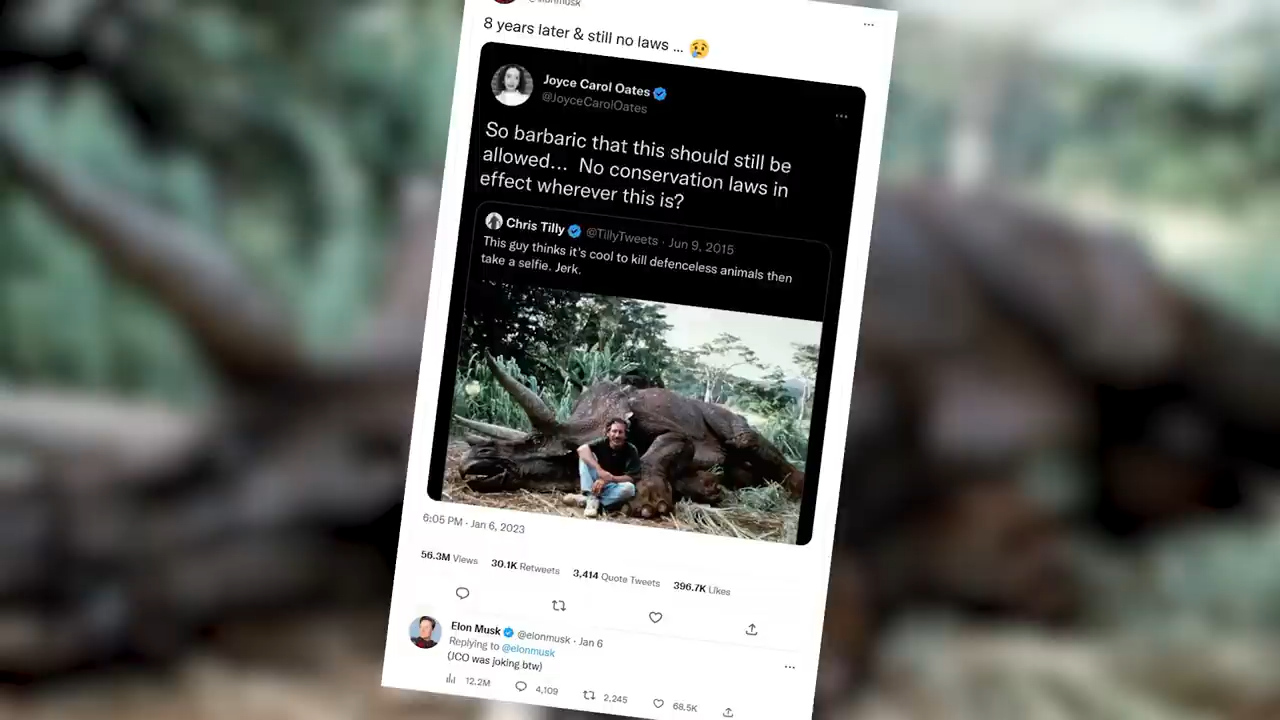 @elonmusk
8 years later & still no laws ... 😢
Joyce Carol Oates
@JoyceCarolOates
So barbaric that this should still be
allowed... No conservation laws in
effect wherever this is?
Chris Tilly @TillyTweets · Jun 9, 2015
This guy thinks it's cool to kill defenceless animals then
take a selfie. Jerk.
6:05 PM · Jan 6, 2023
56.3M Views 30.1K Retweets 3,414 Quote Tweets 396.7K Likes
Elon Musk @elonmusk · Jan 6
Replying to @elonmusk
(JCO was joking btw)
12.2M 4,109 2,245 68.5K